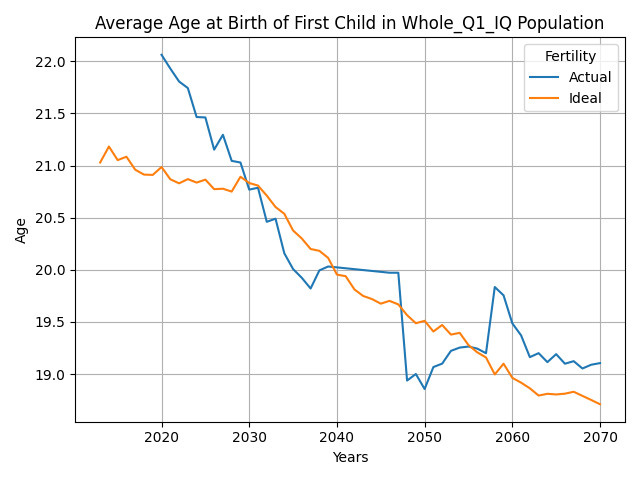 Average Age at Birth of First Child in Whole_Q1_IQ Population
Fertility
Actual
Ideal
Age
22.0
21.5
21.0
20.5
20.0
19.5
19.0
2020 2030 2040 2050 2060 2070
Years